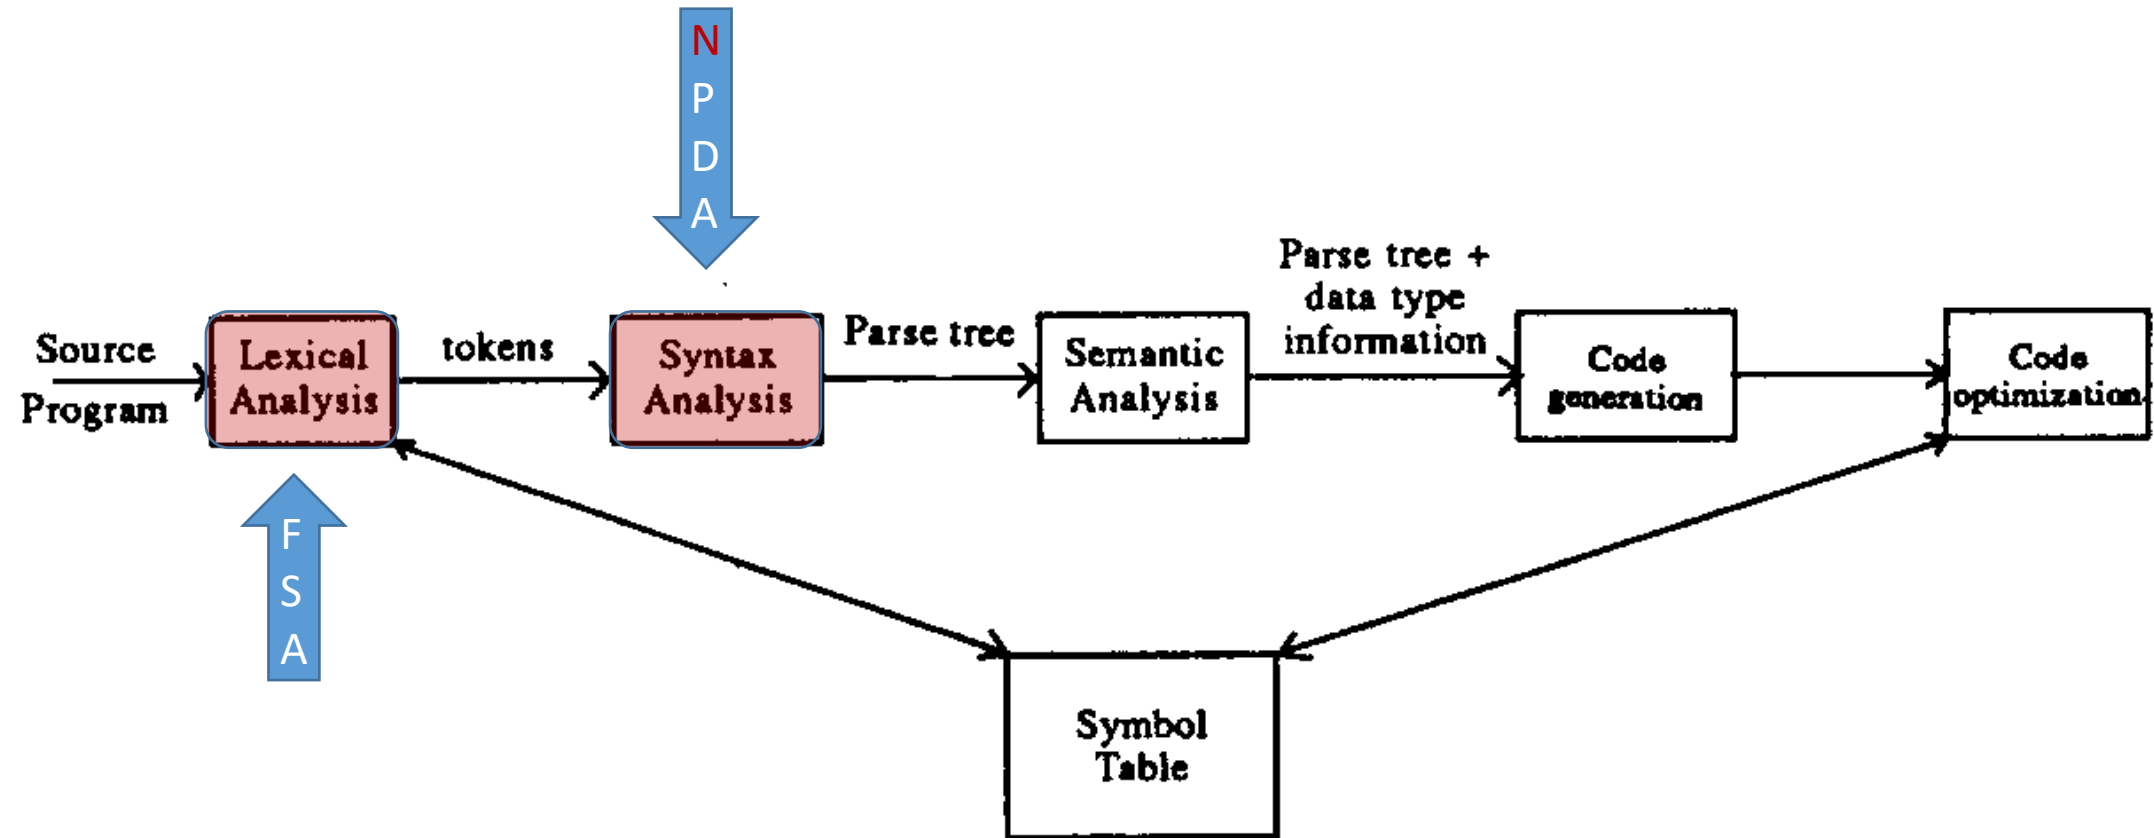 N
P
D
A
Source
Program
Lexical
Analysis
tokens
Syntax
Analysis
Parse tree
Semantic
Analysis
Parse tree +
data type
information
Code
generation
Code
optimization
F
S
A
Symbol
Table